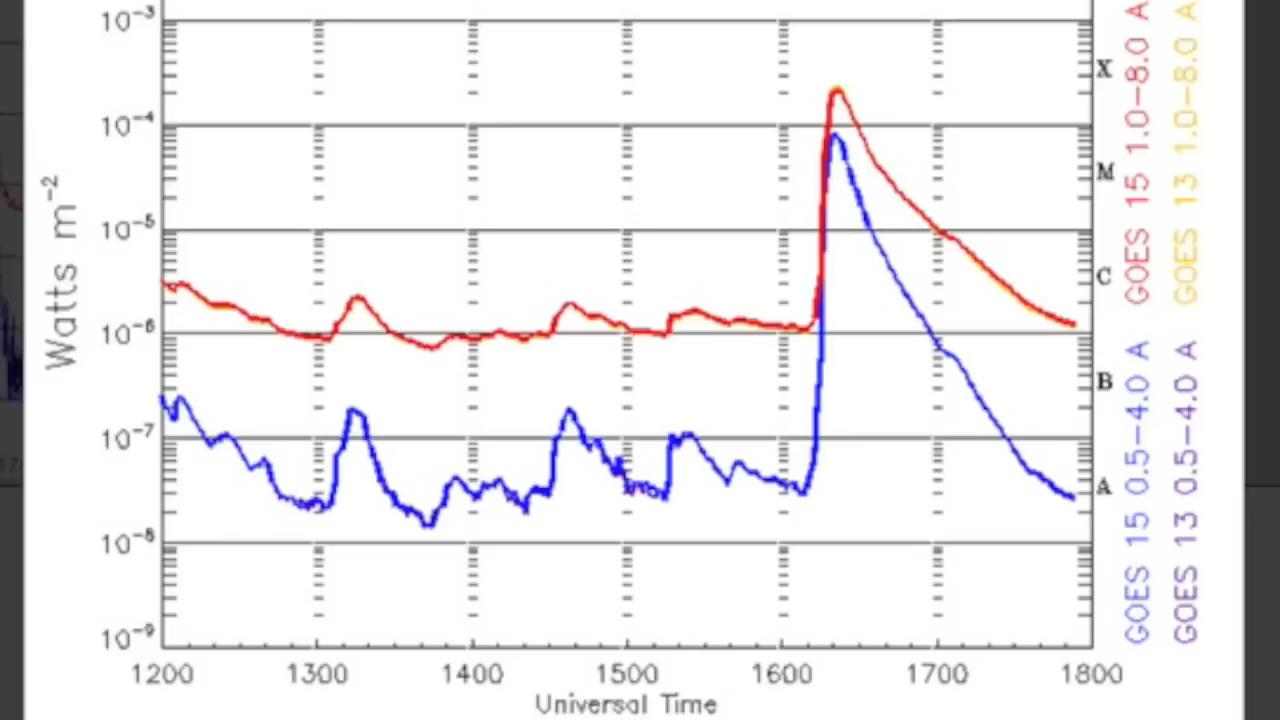 10⁻³
10⁻⁴
10⁻⁵
10⁻⁶
10⁻⁷
10⁻⁸
10⁻⁹
Watts m⁻²
1200 1300 1400 1500 1600 1700 1800
Universal Time
X
M
C
B
A
GOES 15 1.0-8.0 A
GOES 13 1.0-8.0 A
GOES 15 0.5-4.0 A
GOES 13 0.5-4.0 A
17